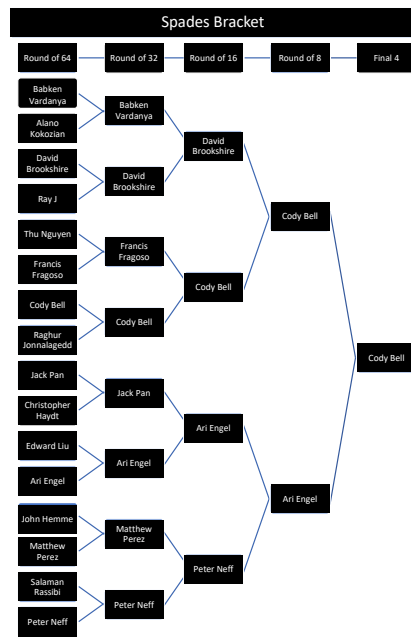 Spades Bracket
Round of 64
Round of 32
Round of 16
Round of 8
Final 4
Babken
Vardanya
Alano
Kokozian
David
Brookshire
Ray J
Thu Nguyen
Francis
Fragoso
Cody Bell
Raghur
Jonnalagedd
Jack Pan
Christopher
Haydt
Edward Liu
Ari Engel
John Hemme
Matthew
Perez
Salaman
Rassibi
Peter Neff
Babken
Vardanya
David
Brookshire
Francis
Fragoso
Cody Bell
Jack Pan
Ari Engel
Matthew
Perez
Peter Neff
David
Brookshire
Cody Bell
Ari Engel
Peter Neff
Cody Bell
Ari Engel
Cody Bell